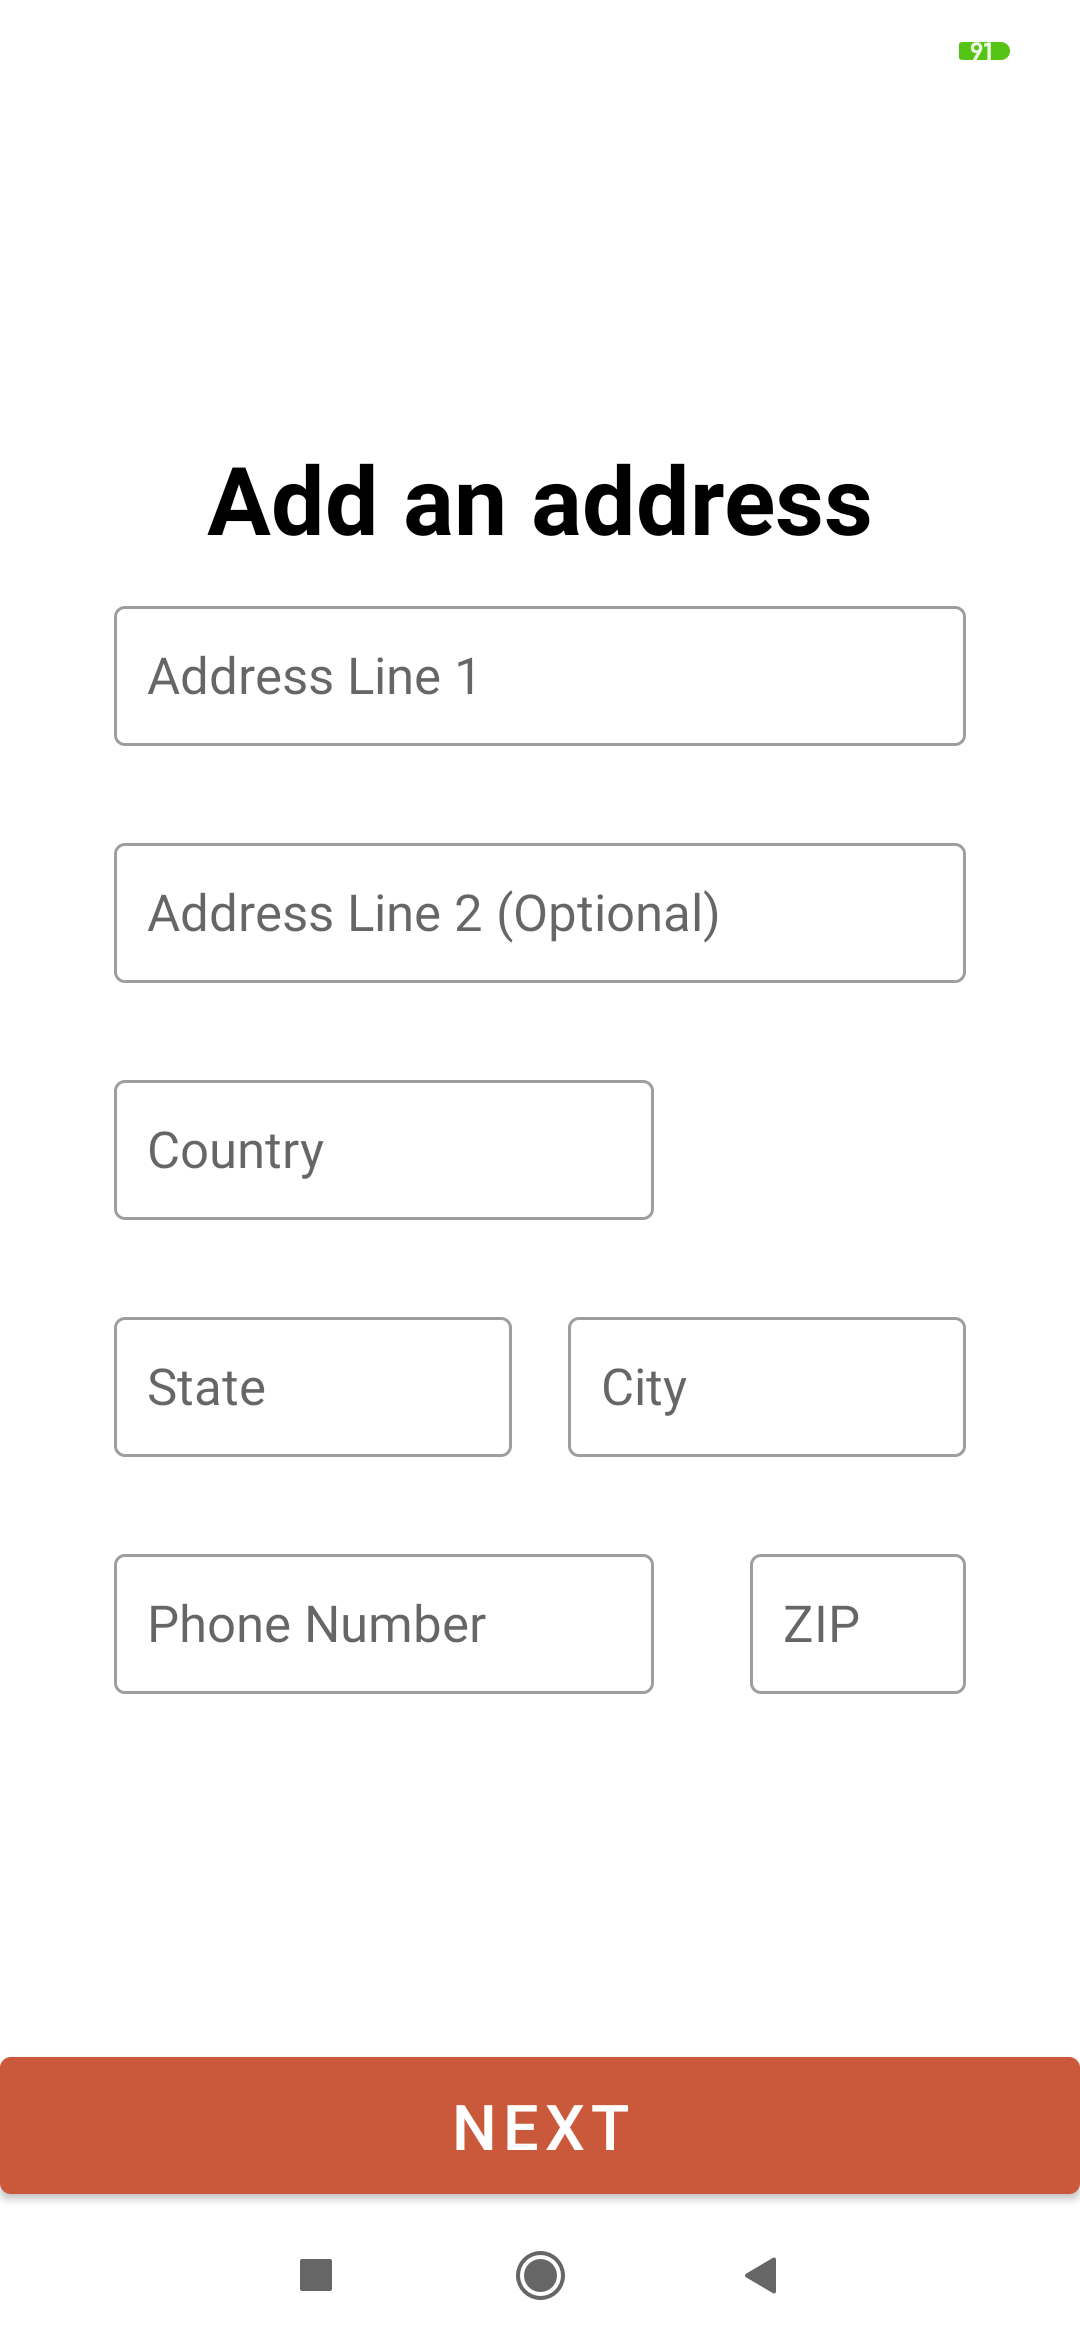 91
Add an address
Address Line 1
Address Line 2 (Optional)
Country
State City
Phone Number ZIP
NEXT